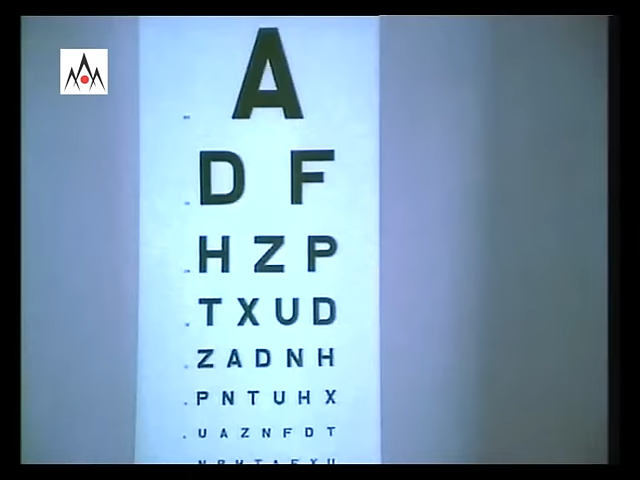 A
D F
H Z P
T X U D
Z A D N H
P N T U H X
U A Z N F D T